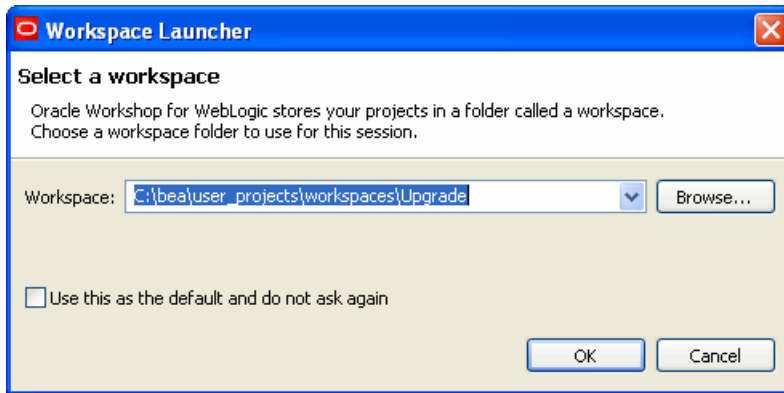 Workspace Launcher
Select a workspace
Oracle Workshop for WebLogic stores your projects in a folder called a workspace.
Choose a workspace folder to use for this session.
Workspace: C:\bea\user_projects\workspaces\Upgrade Browse...
Use this as the default and do not ask again
OK Cancel